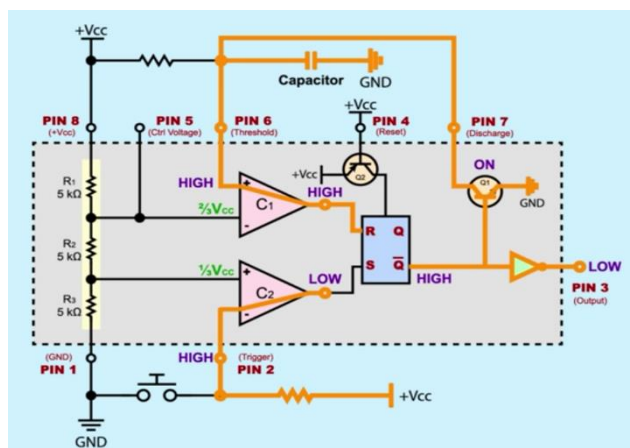 +Vcc
Capacitor
GND
+Vcc
PIN 8
(+Vcc)
PIN 5
(Ctrl Voltage)
PIN 6
(Threshold)
PIN 4
(Reset)
PIN 7
(Discharge)
R1
5 kΩ
HIGH
+
C1
-
HIGH
+Vcc
Q2
ON
Q1
GND
⅔Vcc
R2
5 kΩ
R Q
S Q̅
⅓Vcc
+
C2
-
LOW
HIGH
LOW
PIN 3
(Output)
R3
5 kΩ
(GND)
PIN 1
HIGH
(Trigger)
PIN 2
+Vcc
GND